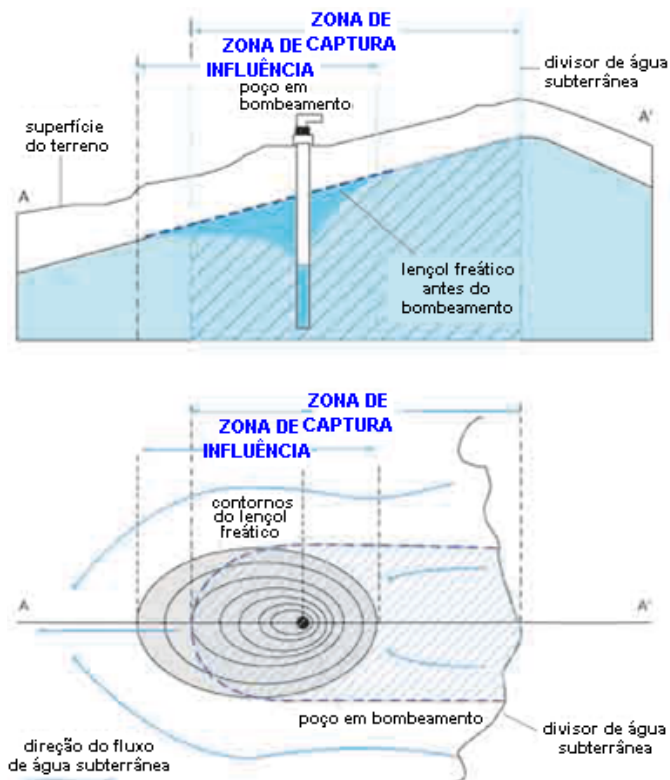 ZONA DE
CAPTURA
ZONA DE
INFLUÊNCIA
poço em
bombeamento
divisor de água
subterrânea
superfície
do terreno
A'
A
lençol freático
antes do
bombeamento
ZONA DE
CAPTURA
ZONA DE
INFLUÊNCIA
contornos
do lençol
freático
A
A'
poço em bombeamento
divisor de água
subterrânea
direção do fluxo
de água subterrânea